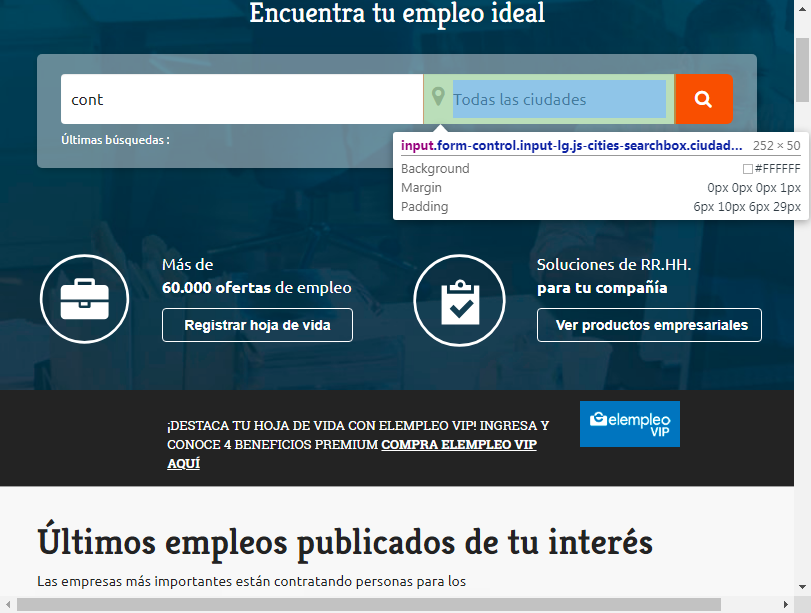 Encuentra tu empleo ideal
cont
Todas las ciudades
Últimas búsquedas :
input.form-control.input-lg.js-cities-searchbox.ciudad... 252 × 50
Background #FFFFFF
Margin 0px 0px 0px 1px
Padding 6px 10px 6px 29px
Más de
60.000 ofertas de empleo
Registrar hoja de vida
Soluciones de RR.HH.
para tu compañía
Ver productos empresariales
¡DESTACA TU HOJA DE VIDA CON ELEMPLEO VIP! INGRESA Y
CONOCE 4 BENEFICIOS PREMIUM COMPRA ELEMPLEO VIP
AQUÍ
elempleo
VIP
Últimos empleos publicados de tu interés
Las empresas más importantes están contratando personas para los